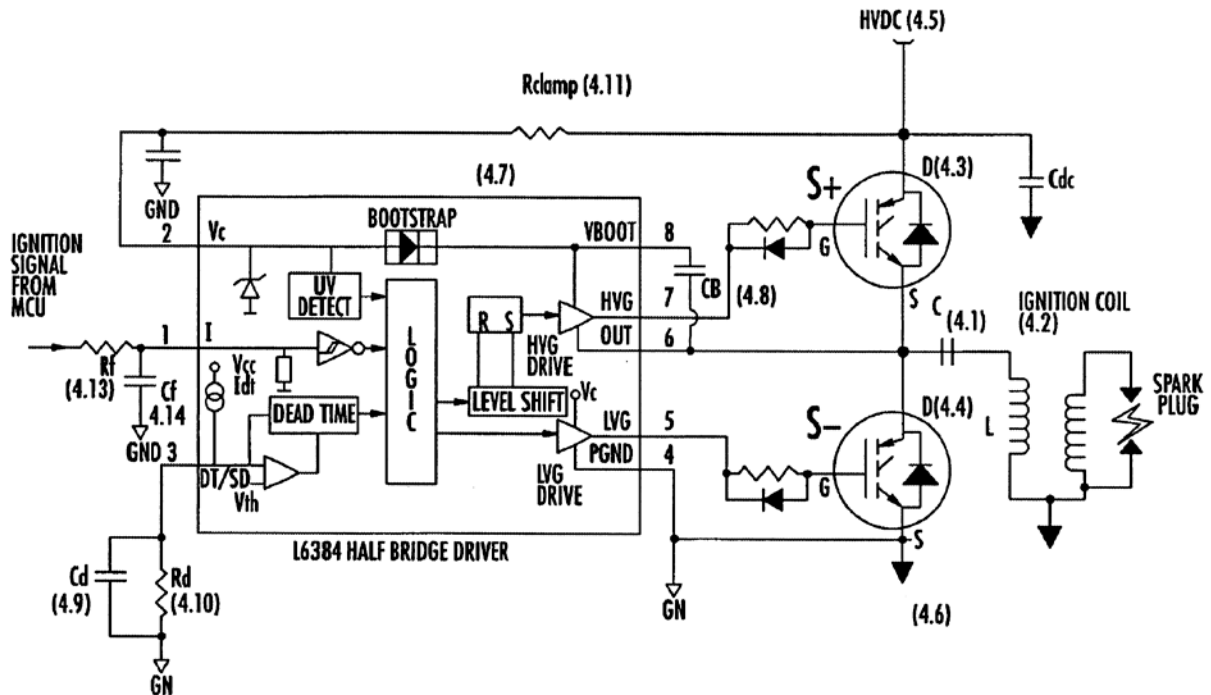 HVDC (4.5)
Rclamp (4.11)
(4.7)
S+
D(4.3)
Cdc
GND
2
Vc
BOOTSTRAP
VBOOT
8
IGNITION
SIGNAL
FROM
MCU
UV
DETECT
CB
(4.8)
G
S
HVG
7
OUT
6
R S
HVG
DRIVE
C
(4.1)
IGNITION COIL
(4.2)
1
I
Rf
(4.13)
Cf
4.14
Vcc
Idt
LOGIC
LEVEL SHIFT
Vc
DEAD TIME
GND 3
DT/SD
Vth
LVG
5
PGND
4
LVG
DRIVE
S-
D(4.4)
G
-S
L
SPARK
PLUG
L6384 HALF BRIDGE DRIVER
Cd
(4.9)
Rd
(4.10)
GN
GN
(4.6)